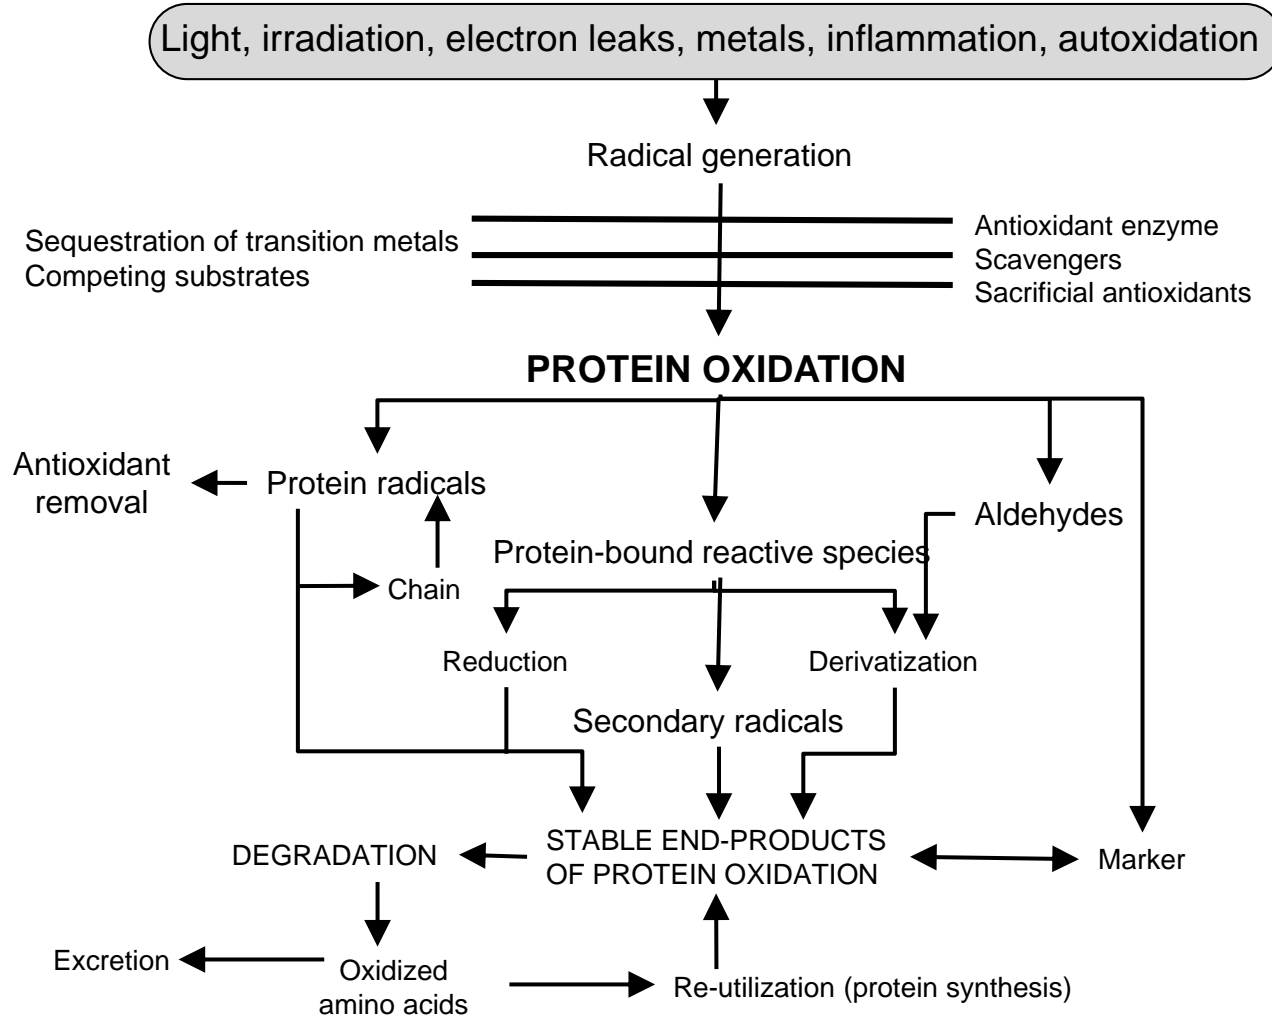 Light, irradiation, electron leaks, metals, inflammation, autoxidation
Radical generation
Sequestration of transition metals
Competing substrates
Antioxidant enzyme
Scavengers
Sacrificial antioxidants
PROTEIN OXIDATION
Antioxidant
removal
Protein radicals
Aldehydes
Protein-bound reactive species
Chain
Reduction
Derivatization
Secondary radicals
DEGRADATION
STABLE END-PRODUCTS
OF PROTEIN OXIDATION
Marker
Excretion
Oxidized
amino acids
Re-utilization (protein synthesis)